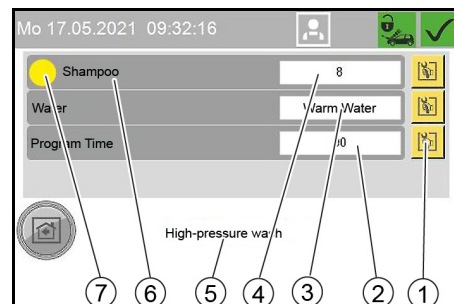 Mo 17.05.2021 09:32:16
Shampoo 8
Water Warm Water
Program Time
High-pressure wash
7 6 5 4 3 2 1